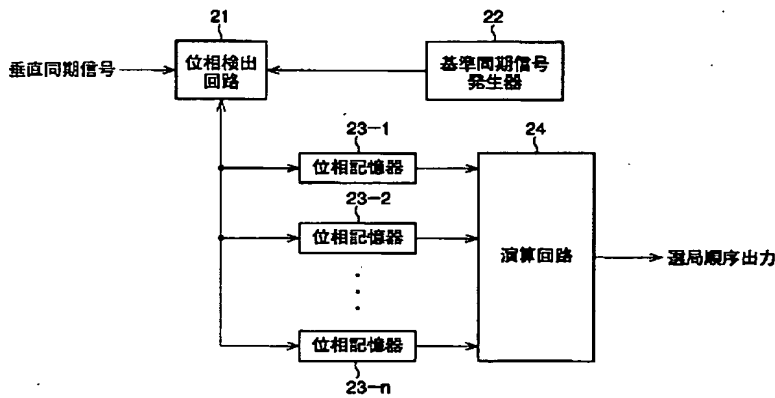 21
22
垂直同期信号
位相検出
回路
基準同期信号
発生器
23-1
24
位相記憶器
23-2
位相記憶器
演算回路
選局順序出力
位相記憶器
23-n